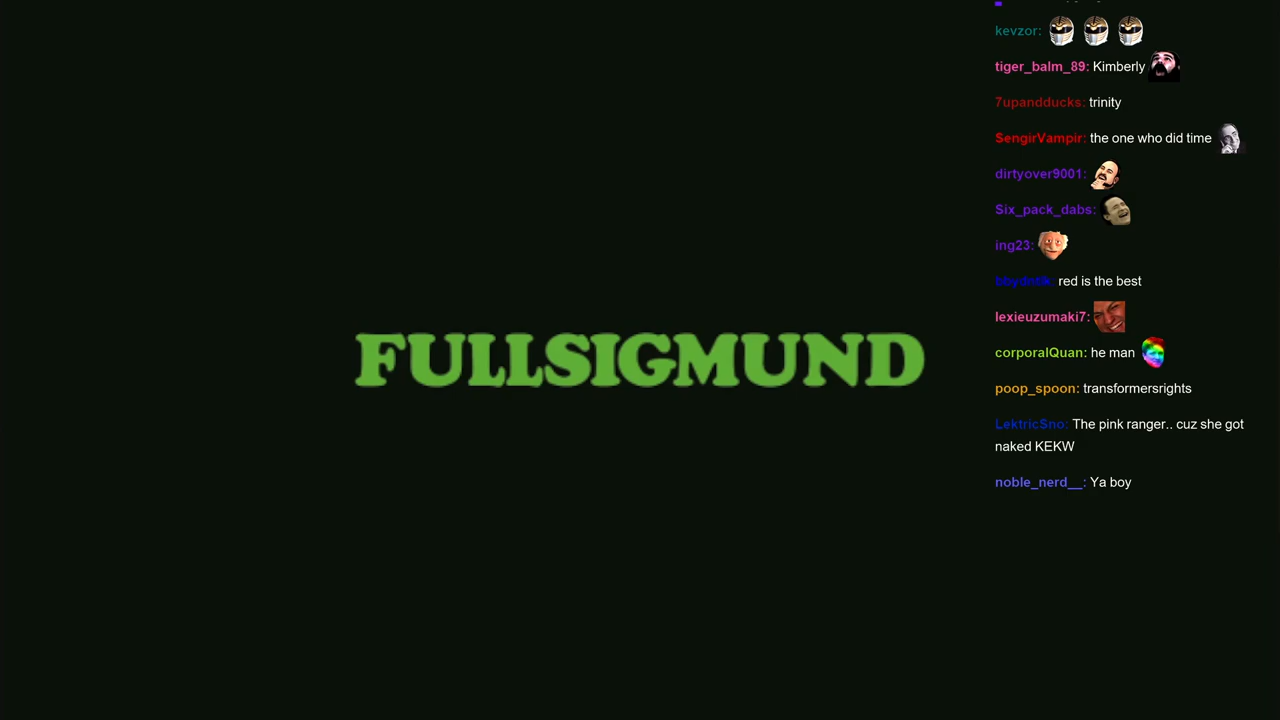 kevzor:
tiger_balm_89: Kimberly
7upandducks: trinity
SengirVampir: the one who did time
dirtyover9001:
Six_pack_dabs:
ing23:
red is the best
lexieuzumaki7:
FULLSIGMUND
corporalQuan: he man
poop_spoon: transformersrights
LektricSno: The pink ranger.. cuz she got
naked KEKW
noble_nerd__: Ya boy